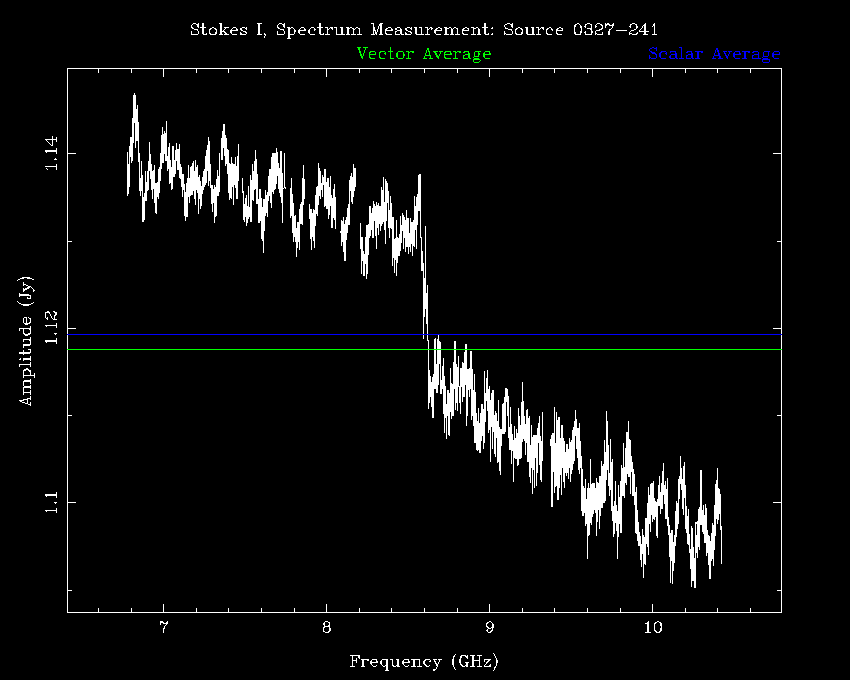 Stokes I, Spectrum Measurement: Source 0327-241
Vector Average Scalar Average
1.14
1.12
1.1
Amplitude (Jy)
7 8 9 10
Frequency (GHz)